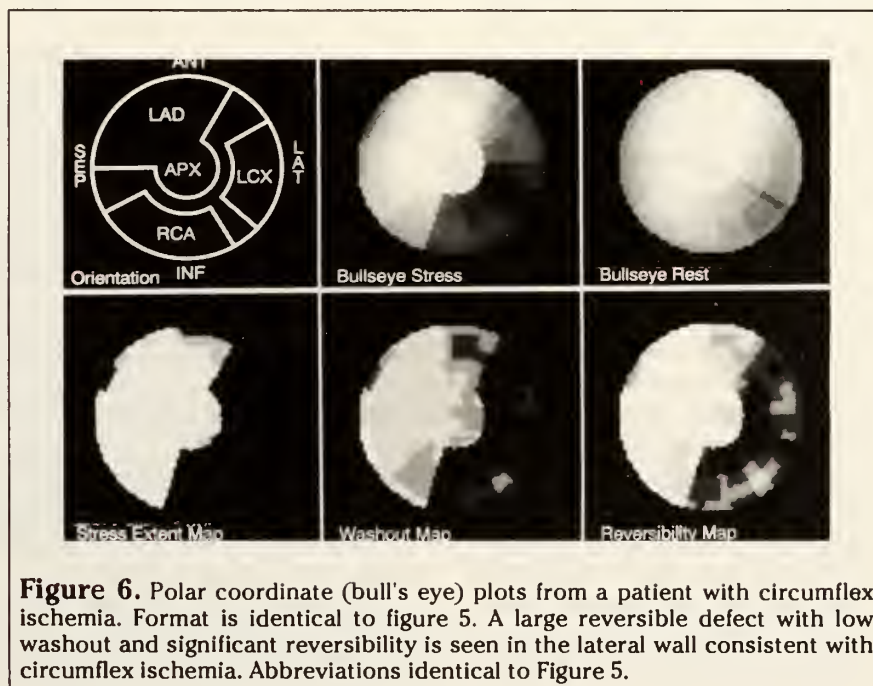 ANT
LAD
SEP
APX
LCX
LAT
RCA
Orientation
INF
Bullseye Stress
Bullseye Rest
Stress Extent Map
Washout Map
Reversibility Map
Figure 6. Polar coordinate (bull's eye) plots from a patient with circumflex
ischemia. Format is identical to figure 5. A large reversible defect with low
washout and significant reversibility is seen in the lateral wall consistent with
circumflex ischemia. Abbreviations identical to Figure 5.